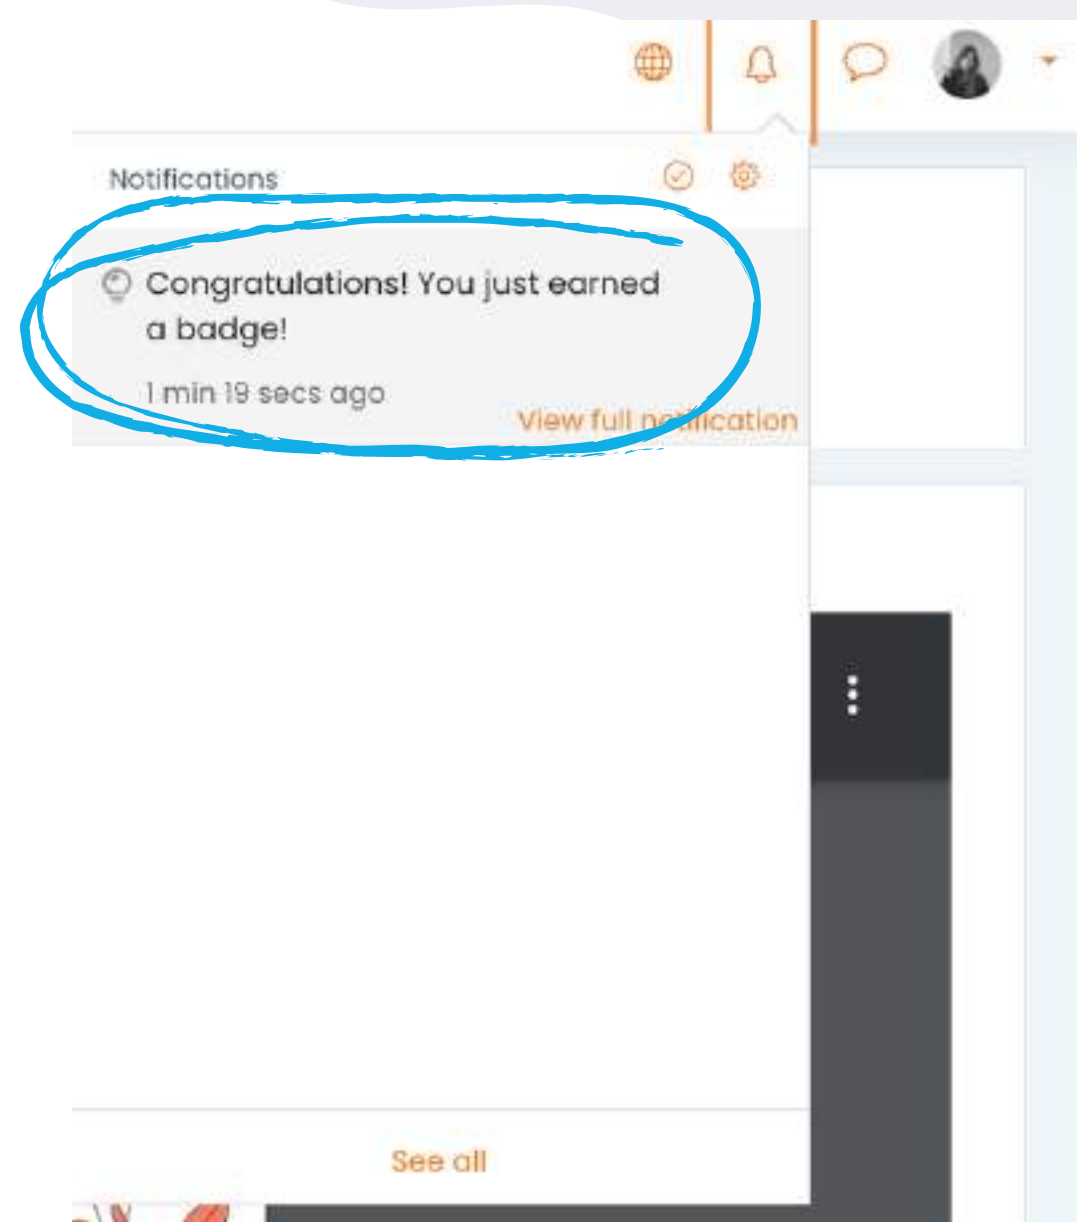 Notifications
Congratulations! You just earned
a badge!
1 min 19 secs ago
View full notification
See all